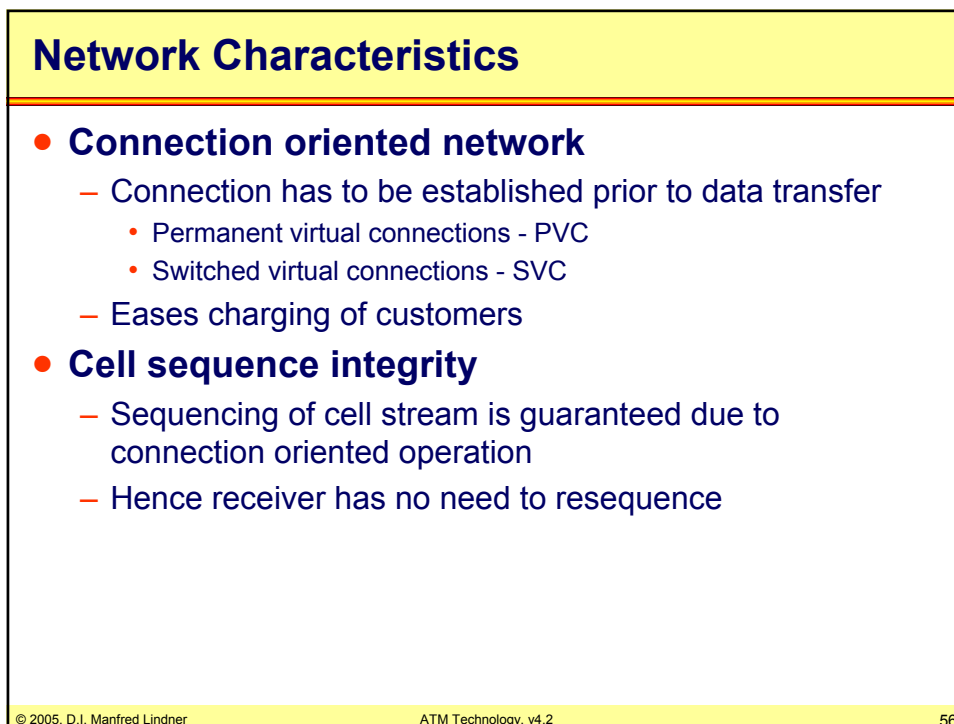 Network Characteristics
• Connection oriented network
– Connection has to be established prior to data transfer
• Permanent virtual connections - PVC
• Switched virtual connections - SVC
– Eases charging of customers
• Cell sequence integrity
– Sequencing of cell stream is guaranteed due to
connection oriented operation
– Hence receiver has no need to resequence
© 2005, D.I. Manfred Lindner
ATM Technology, v4.2
56